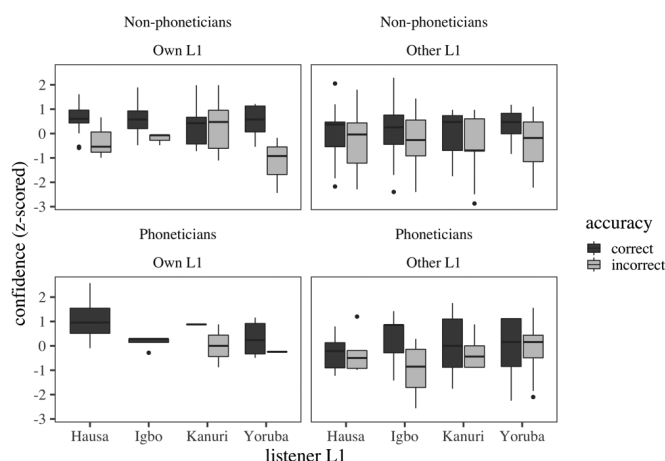 Non-phoneticians
Non-phoneticians
Own L1
Other L1
2
1
0
-1
-2
-3
Phoneticians
Phoneticians
Own L1
Other L1
2
1
0
-1
-2
-3
confidence (z-scored)
Hausa Igbo Kanuri Yoruba
Hausa Igbo Kanuri Yoruba
listener L1
accuracy
correct
incorrect